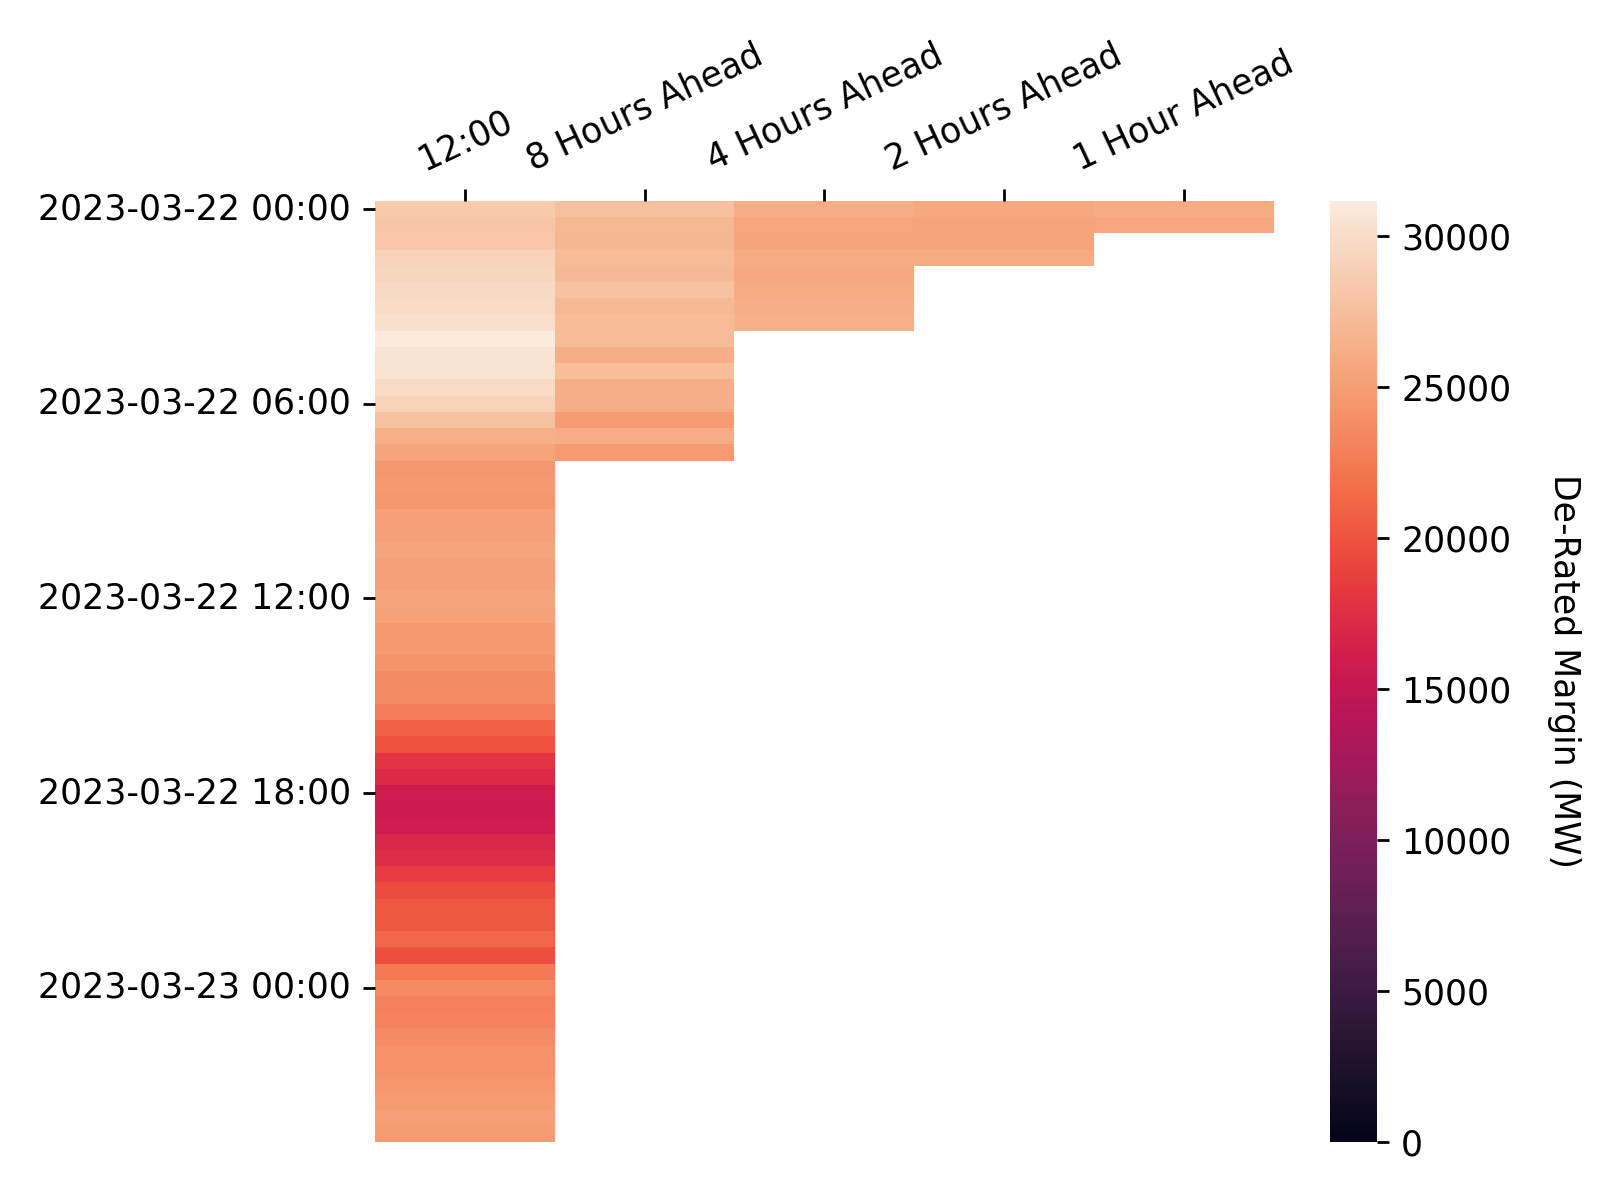 12:00
8 Hours Ahead
4 Hours Ahead
2 Hours Ahead
1 Hour Ahead
2023-03-22 00:00
2023-03-22 06:00
2023-03-22 12:00
2023-03-22 18:00
2023-03-23 00:00
30000
25000
20000
15000
10000
5000
0
De-Rated Margin (MW)